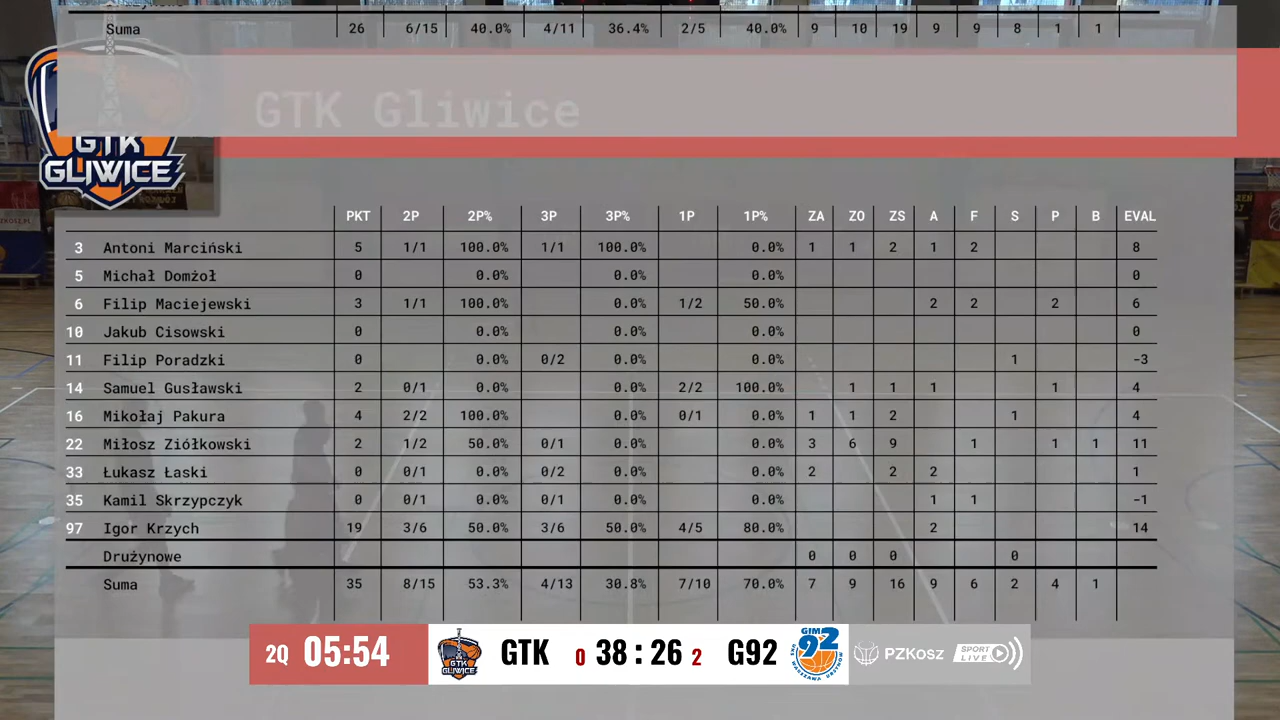 Suma 26 6/15 40.0% 4/11 36.4% 2/5 40.0% 9 10 19 9 9 8 1 1
GTK Gliwice
GTK
GLIWICE
PKT 2P 2P% 3P 3P% 1P 1P% ZA ZO ZS A F S P B EVAL
3 Antoni Marciński 5 1/1 100.0% 1/1 100.0% 0.0% 1 1 2 1 2 8
5 Michał Domżoł 0 0.0% 0.0% 0.0% 0
6 Filip Maciejewski 3 1/1 100.0% 0.0% 1/2 50.0% 2 2 2 6
10 Jakub Cisowski 0 0.0% 0.0% 0.0% 0
11 Filip Poradzki 0 0.0% 0/2 0.0% 0.0% 1 -3
14 Samuel Gusławski 2 0/1 0.0% 0.0% 2/2 100.0% 1 1 1 1 4
16 Mikołaj Pakura 4 2/2 100.0% 0.0% 0/1 0.0% 1 1 2 1 4
22 Miłosz Ziółkowski 2 1/2 50.0% 0/1 0.0% 0.0% 3 6 9 1 1 1 11
33 Łukasz Łaski 0 0/1 0.0% 0/2 0.0% 0.0% 2 2 2 1
35 Kamil Skrzypczyk 0 0/1 0.0% 0/1 0.0% 0.0% 1 1 -1
97 Igor Krzych 19 3/6 50.0% 3/6 50.0% 4/5 80.0% 2 14
Drużynowe 0 0 0 0
Suma 35 8/15 53.3% 4/13 30.8% 7/10 70.0% 7 9 16 9 6 2 4 1
2Q 05:54 GTK GLIWICE GTK 0 38 : 26 2 G92 GIM 92 PZKosz SPORT LIVE